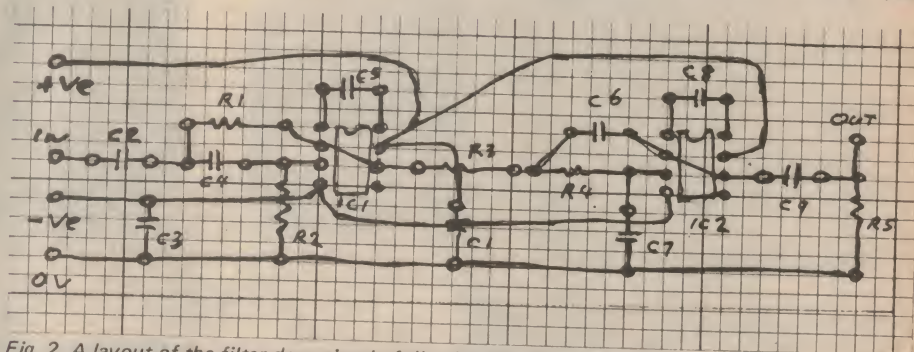 +Ve
C5
C8
R1
C6
OUT
IN
C2
C4
R3
R4
C9
IC1
IC2
R5
-Ve
C3
R2
C1
C7
0V
Fig. 2. A layout of the filter